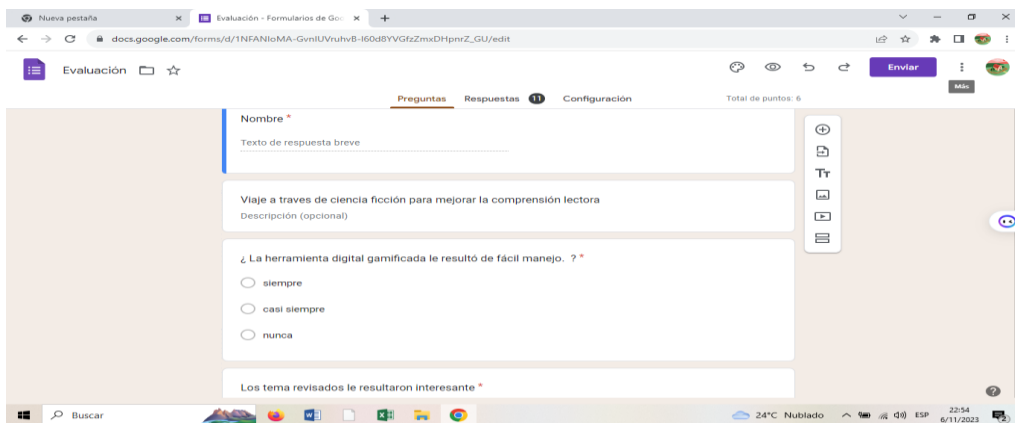 Nueva pestaña
Evaluación - Formularios de Goo
docs.google.com/forms/d/1NFANIoMA-GvnIUVruhvB-I60d8YVGfzZmxDHpnrZ_GU/edit
Evaluación
Enviar
Más
Preguntas Respuestas 11 Configuración Total de puntos: 6
Nombre *
Texto de respuesta breve
Tт
Viaje a traves de ciencia ficción para mejorar la comprensión lectora
Descripción (opcional)
¿ La herramienta digital gamificada le resultó de fácil manejo. ? *
siempre
casi siempre
nunca
Los tema revisados le resultaron interesante *
Buscar
24°C Nublado
ESP
22:54
6/11/2023
2